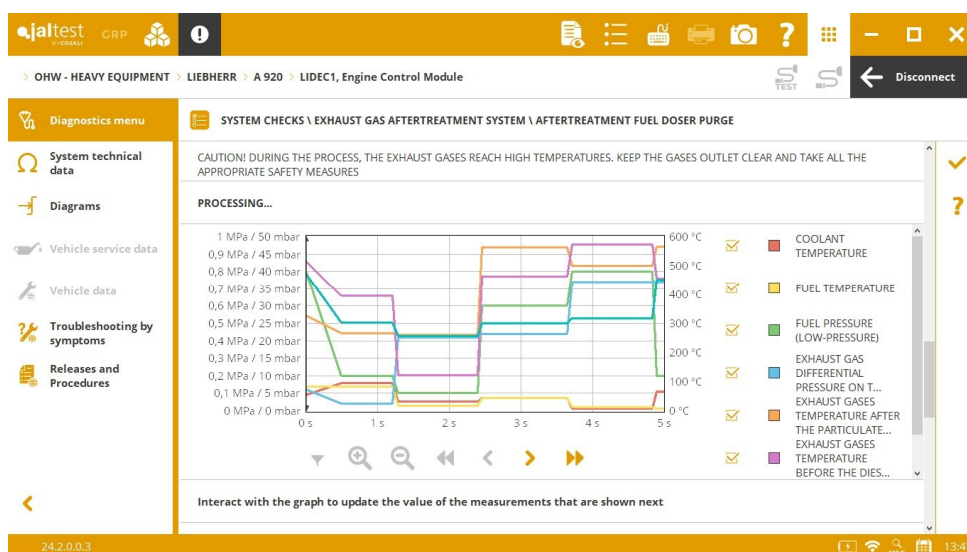 jaltest GRP
BY COJALI
> OHW - HEAVY EQUIPMENT > LIEBHERR > A 920 > LIDEC1, Engine Control Module
TEST
Disconnect
Diagnostics menu
System technical
data
Diagrams
Vehicle service data
Vehicle data
Troubleshooting by
symptoms
Releases and
Procedures
SYSTEM CHECKS \ EXHAUST GAS AFTERTREATMENT SYSTEM \ AFTERTREATMENT FUEL DOSER PURGE
CAUTION! DURING THE PROCESS, THE EXHAUST GASES REACH HIGH TEMPERATURES. KEEP THE GASES OUTLET CLEAR AND TAKE ALL THE
APPROPRIATE SAFETY MEASURES
PROCESSING...
1 MPa / 50 mbar
0,9 MPa / 45 mbar
0,8 MPa / 40 mbar
0,7 MPa / 35 mbar
0,6 MPa / 30 mbar
0,5 MPa / 25 mbar
0,4 MPa / 20 mbar
0,3 MPa / 15 mbar
0,2 MPa / 10 mbar
0,1 MPa / 5 mbar
0 MPa / 0 mbar
0 s 1 s 2 s 3 s 4 s 5 s
600 °C
500 °C
400 °C
300 °C
200 °C
100 °C
0 °C
COOLANT
TEMPERATURE
FUEL TEMPERATURE
FUEL PRESSURE
(LOW-PRESSURE)
EXHAUST GAS
DIFFERENTIAL
PRESSURE ON T...
EXHAUST GASES
TEMPERATURE AFTER
THE PARTICULATE...
EXHAUST GASES
TEMPERATURE
BEFORE THE DIES...
Interact with the graph to update the value of the measurements that are shown next
24.2.0.0.3